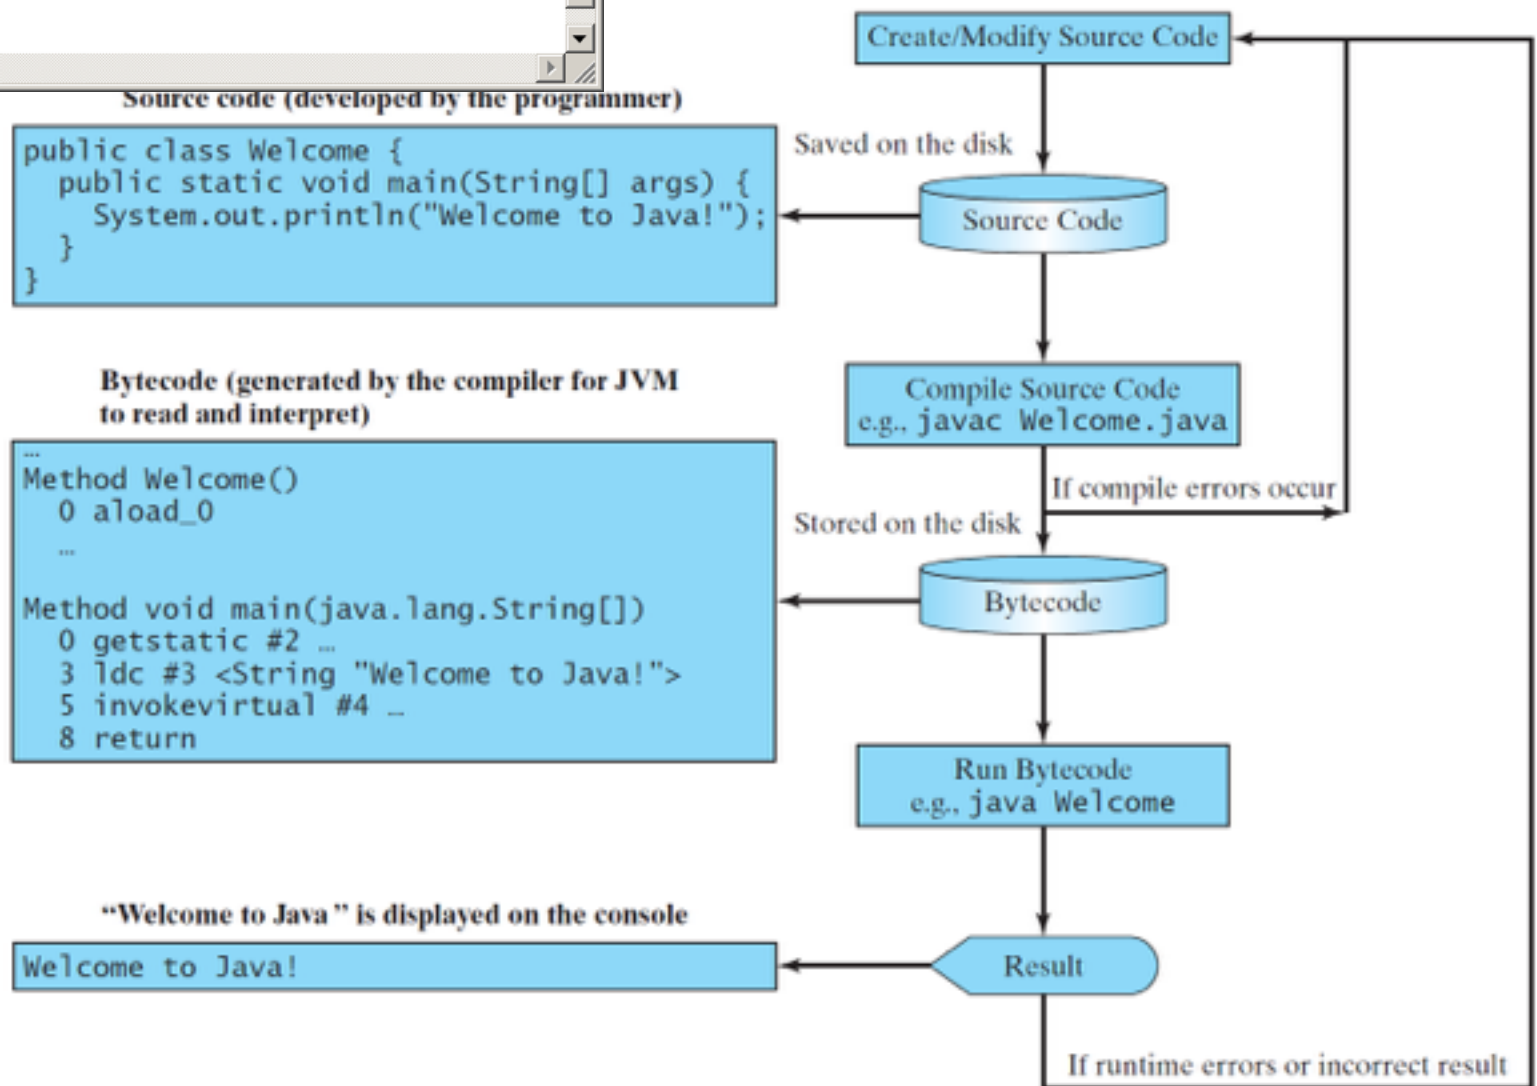 Create/Modify Source Code
Source code (developed by the programmer)
public class Welcome {
public static void main(String[] args) {
System.out.println("Welcome to Java!");
}
}
Saved on the disk
Source Code
Bytecode (generated by the compiler for JVM
to read and interpret)
Compile Source Code
e.g., javac Welcome.java
…
Method Welcome()
0 aload_0
…
Method void main(java.lang.String[])
0 getstatic #2 …
3 ldc #3 <String "Welcome to Java!">
5 invokevirtual #4 …
8 return
If compile errors occur
Stored on the disk
Bytecode
Run Bytecode
e.g., java Welcome
“Welcome to Java” is displayed on the console
Welcome to Java!
Result
If runtime errors or incorrect result